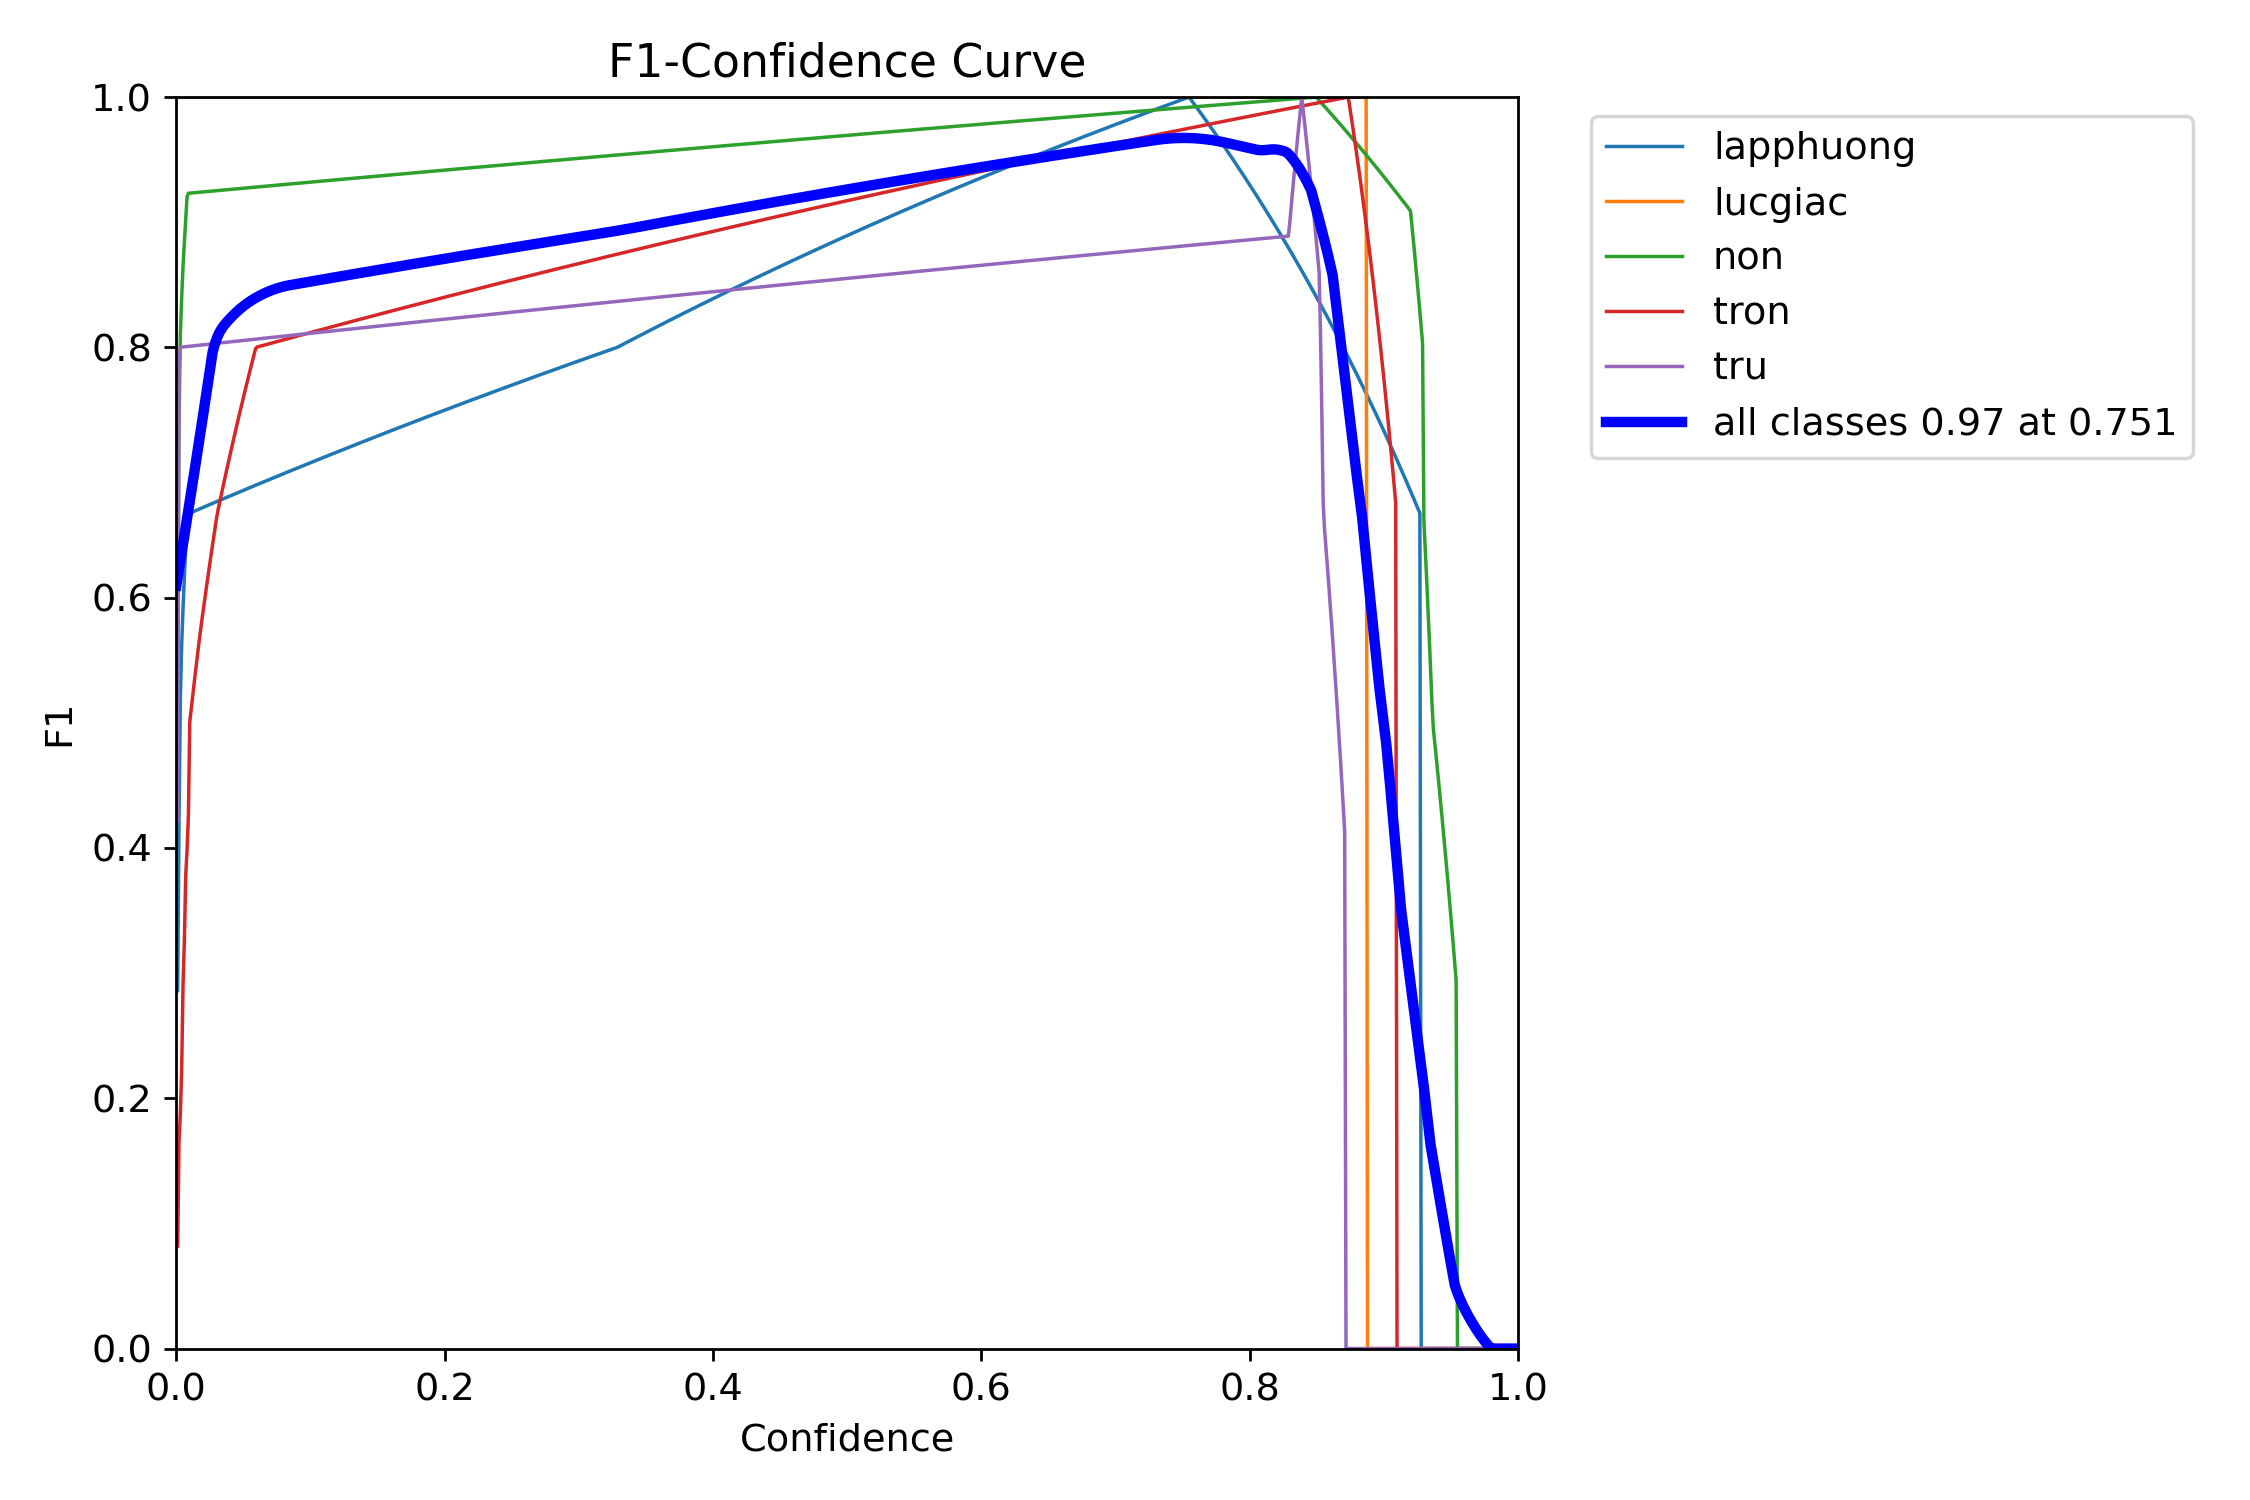 F1-Confidence Curve
1.0
0.8
0.6
0.4
0.2
0.0
F1
0.0 0.2 0.4 0.6 0.8 1.0
Confidence
lapphuong
lucgiac
non
tron
tru
all classes 0.97 at 0.751